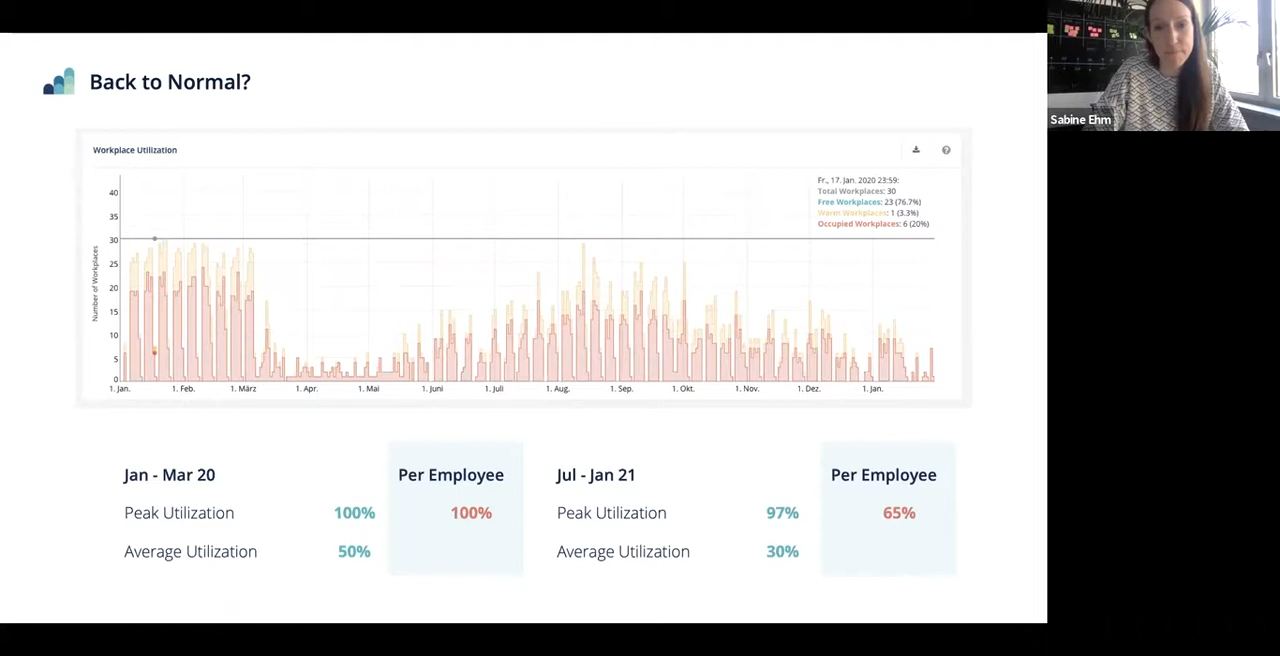 Back to Normal?
Sabine Ehm
Workplace Utilization
Fr., 17. Jan. 2020 23:59:
Total Workplaces: 30
Free Workplaces: 23 (76.7%)
Warm Workplaces: 1 (3.3%)
Occupied Workplaces: 6 (20%)
Number of Workplaces
40
35
30
25
20
15
10
5
0
1. Jan. 1. Feb. 1. März 1. Apr. 1. Mai 1. Juni 1. Juli 1. Aug. 1. Sep. 1. Okt. 1. Nov. 1. Dez. 1. Jan.
Jan - Mar 20 Per Employee Jul - Jan 21 Per Employee
Peak Utilization 100% 100% Peak Utilization 97% 65%
Average Utilization 50% Average Utilization 30%